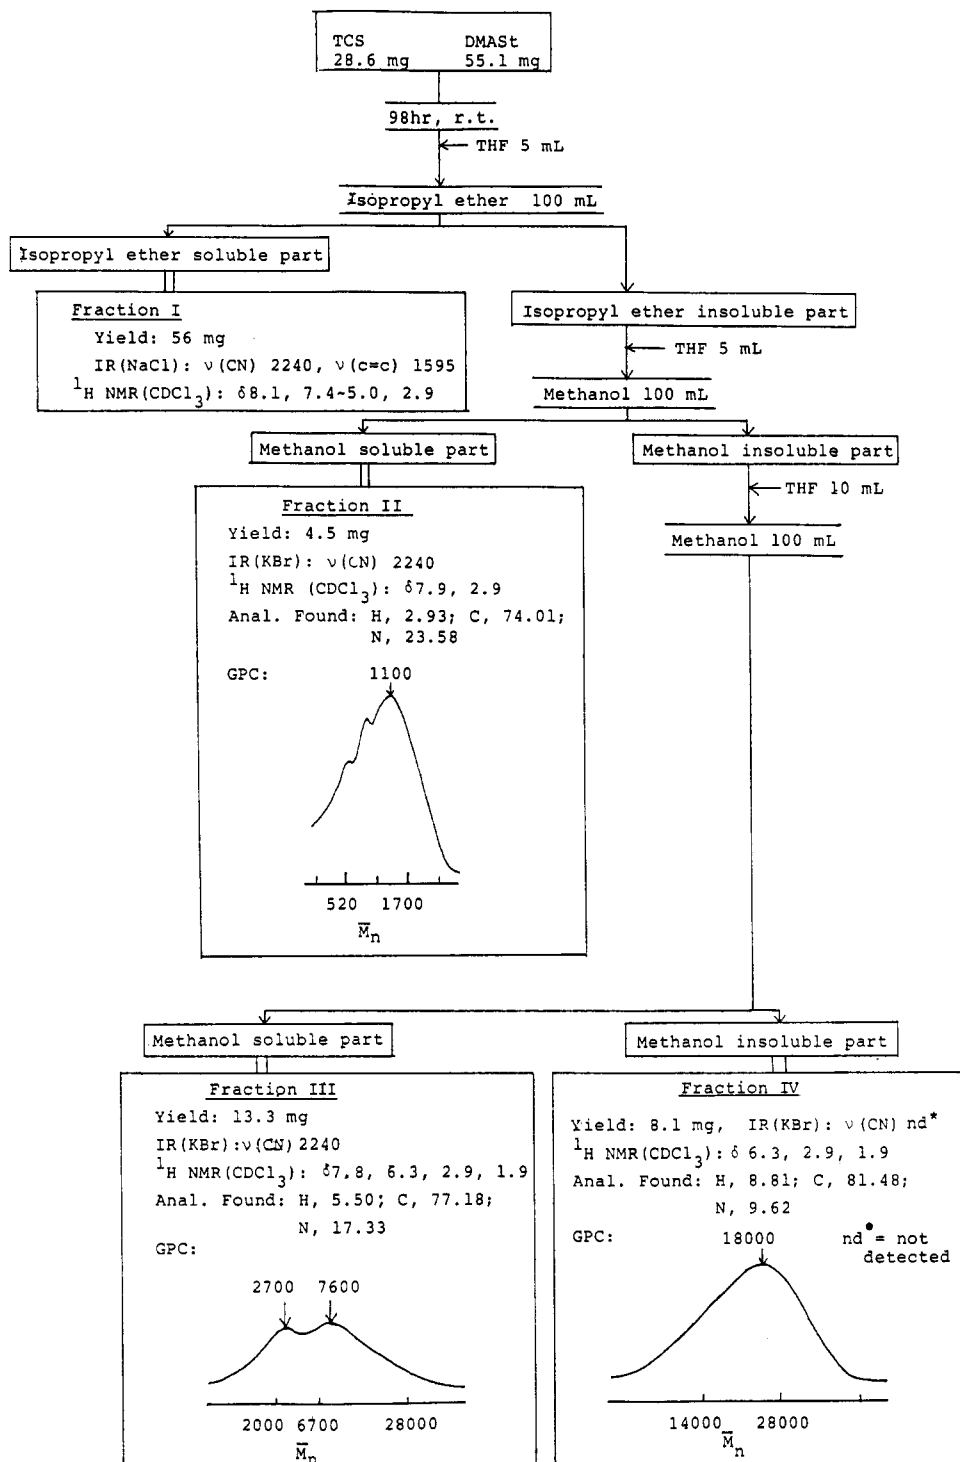 TCS DMASt
28.6 mg 55.1 mg
98hr, r.t.
THF 5 mL
Isopropyl ether 100 mL
Isopropyl ether soluble part
Fraction I
Yield: 56 mg
IR(NaCl): ν(CN) 2240, ν(c=c) 1595
¹H NMR(CDCl₃): δ8.1, 7.4~5.0, 2.9
Isopropyl ether insoluble part
THF 5 mL
Methanol 100 mL
Methanol soluble part
Fraction II
Yield: 4.5 mg
IR(KBr): ν(CN) 2240
¹H NMR (CDCl₃): δ7.9, 2.9
Anal. Found: H, 2.93; C, 74.01;
N, 23.58
GPC: 1100
520 1700
M̅n
Methanol insoluble part
THF 10 mL
Methanol 100 mL
Methanol soluble part
Fraction III
Yield: 13.3 mg
IR(KBr):ν(CN) 2240
¹H NMR(CDCl₃): δ7.8, 6.3, 2.9, 1.9
Anal. Found: H, 5.50; C, 77.18;
N, 17.33
GPC:
2700 7600
2000 6700 28000
M̅n
Methanol insoluble part
Fraction IV
Yield: 8.1 mg, IR(KBr): ν(CN) nd*
¹H NMR(CDCl₃): δ 6.3, 2.9, 1.9
Anal. Found: H, 8.81; C, 81.48;
N, 9.62
GPC: 18000 nd*= not
detected
14000 28000
M̅n